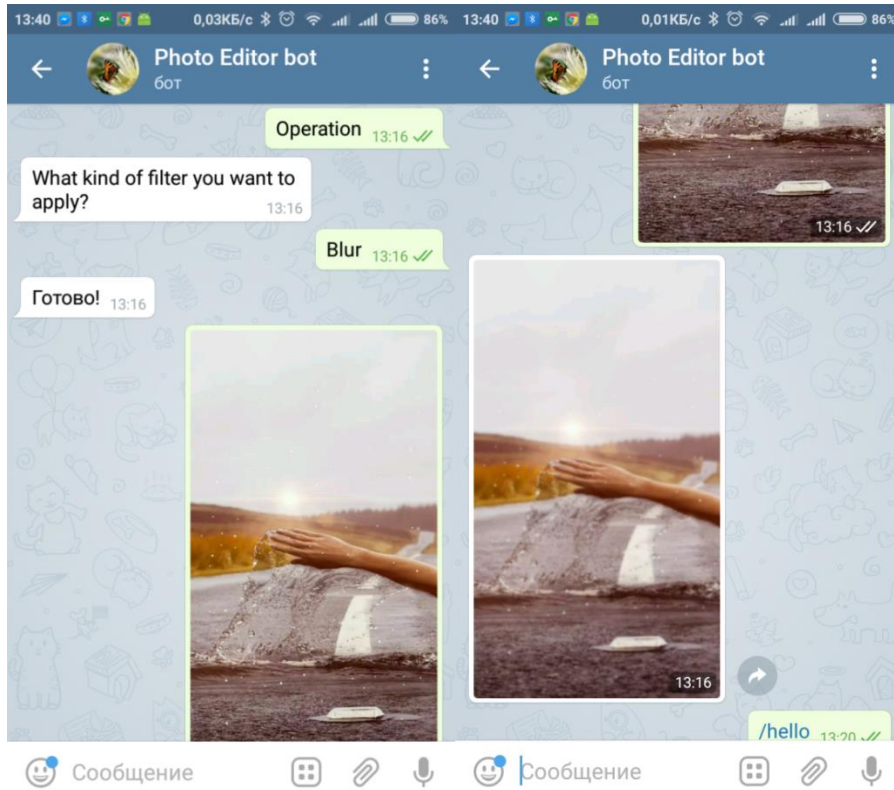 13:40 0,03КБ/с 86%
Photo Editor bot
бот
Operation 13:16
What kind of filter you want to
apply? 13:16
Blur 13:16
Готово! 13:16
Сообщение
13:40 0,01КБ/с 86%
Photo Editor bot
бот
13:16
13:16
/hello 13:20
Сообщение